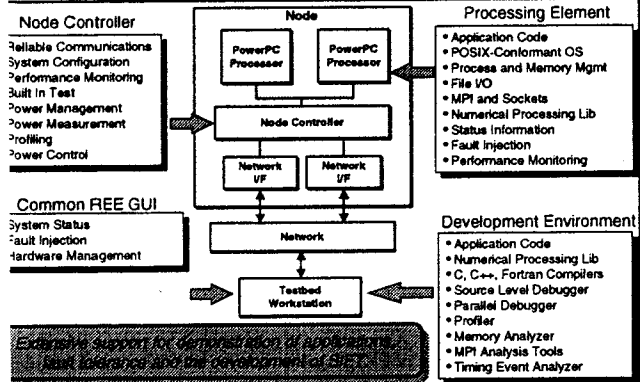 Node Controller
Reliable Communications
System Configuration
Performance Monitoring
Built In Test
Power Management
Power Measurement
Profiling
Power Control
Node
PowerPC
Processor
PowerPC
Processor
Node Controller
Network
I/F
Network
I/F
Network
Testbed
Workstation
Processing Element
• Application Code
• POSIX-Conformant OS
• Process and Memory Mgmt
• File I/O
• MPI and Sockets
• Numerical Processing Lib
• Status Information
• Fault Injection
• Performance Monitoring
Common REE GUI
System Status
Fault Injection
Hardware Management
Development Environment
• Application Code
• Numerical Processing Lib
• C, C++, Fortran Compilers
• Source Level Debugger
• Parallel Debugger
• Profiler
• Memory Analyzer
• MPI Analysis Tools
• Timing Event Analyzer
Extensive support for demonstration of applications,
fault tolerance and the development of